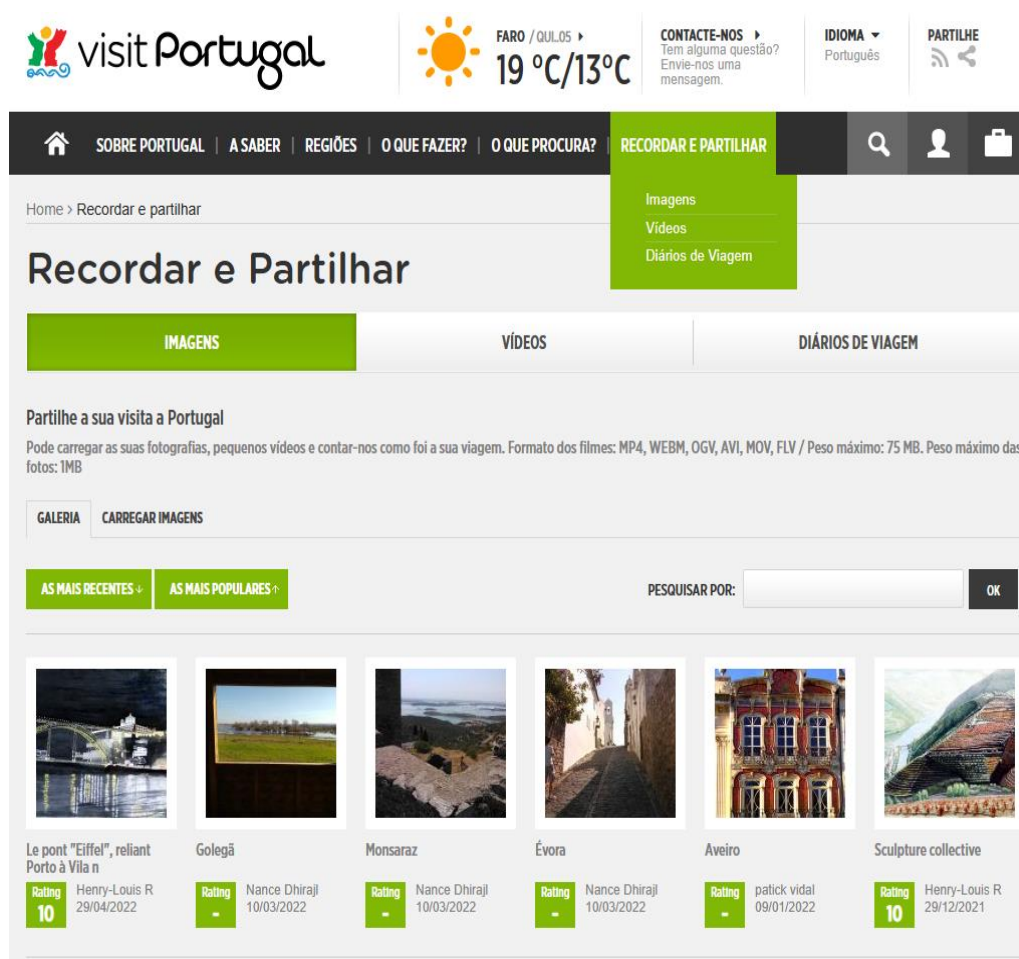 visit Portugal
FARO / QUI.05
19 ºC/13ºC
CONTACTE-NOS
Tem alguma questão?
Envie-nos uma
mensagem.
IDIOMA
Português
PARTILHE
SOBRE PORTUGAL | A SABER | REGIÕES | O QUE FAZER? | O QUE PROCURA? | RECORDAR E PARTILHAR
Imagens
Vídeos
Diários de Viagem
Home > Recordar e partilhar
Recordar e Partilhar
IMAGENS VÍDEOS DIÁRIOS DE VIAGEM
Partilhe a sua visita a Portugal
Pode carregar as suas fotografias, pequenos vídeos e contar-nos como foi a sua viagem. Formato dos filmes: MP4, WEBM, OGV, AVI, MOV, FLV / Peso máximo: 75 MB. Peso máximo das
fotos: 1MB
GALERIA CARREGAR IMAGENS
AS MAIS RECENTES↓ AS MAIS POPULARES↑ PESQUISAR POR: OK
Le pont "Eiffel", reliant
Porto à Vila n
Rating
10
Henry-Louis R
29/04/2022
Golegã
Rating
-
Nance Dhirajl
10/03/2022
Monsaraz
Rating
-
Nance Dhirajl
10/03/2022
Évora
Rating
-
Nance Dhirajl
10/03/2022
Aveiro
Rating
-
patick vidal
09/01/2022
Sculpture collective
Rating
10
Henry-Louis R
29/12/2021